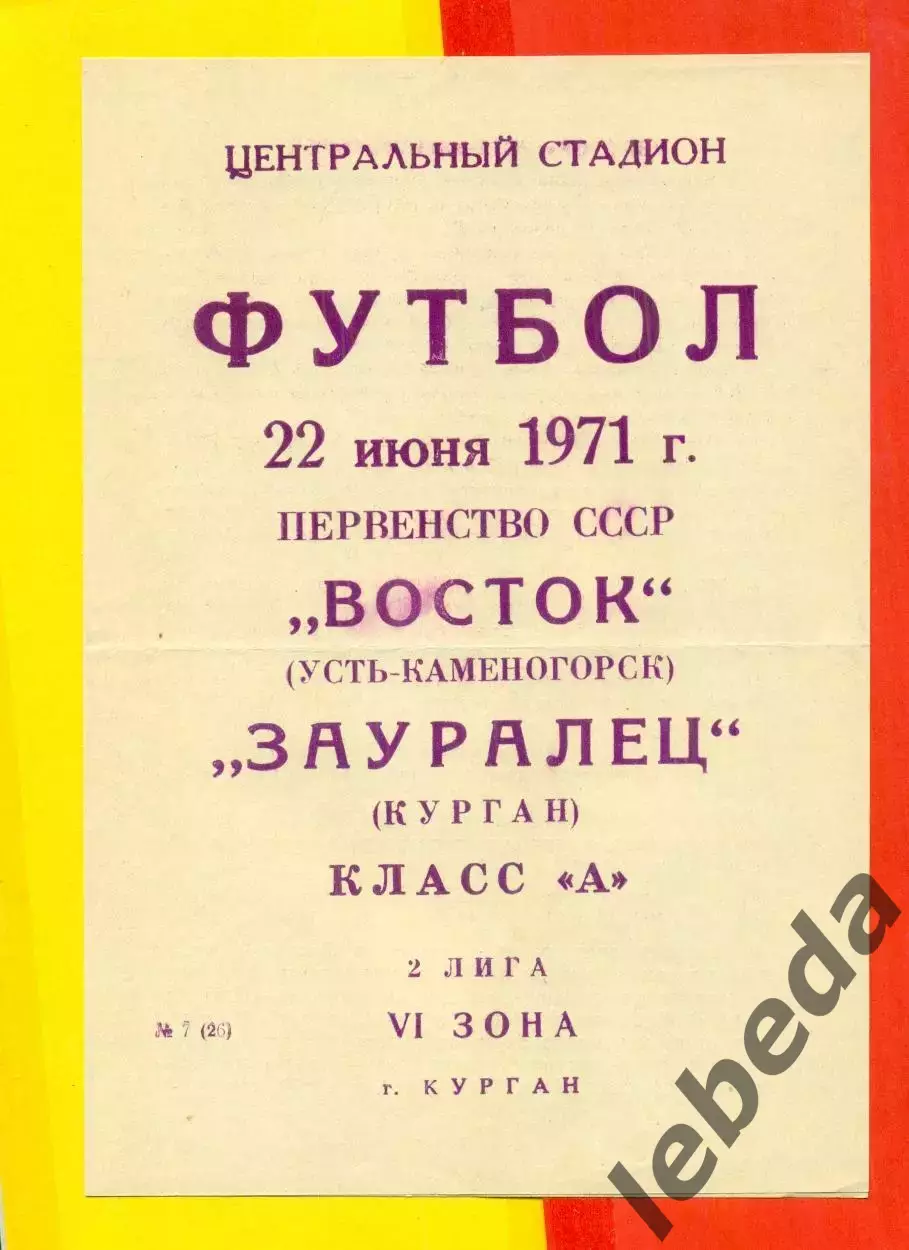 ЦЕНТРАЛЬНЫЙ СТАДИОН
ФУТБОЛ
22 июня 1971 г.
ПЕРВЕНСТВО СССР
„ВОСТОК“
(УСТЬ-КАМЕНОГОРСК)
„ЗАУРАЛЕЦ“
(КУРГАН)
КЛАСС «А»
2 ЛИГА
№ 7 (26)
VI ЗОНА
г. КУРГАН
lebeda